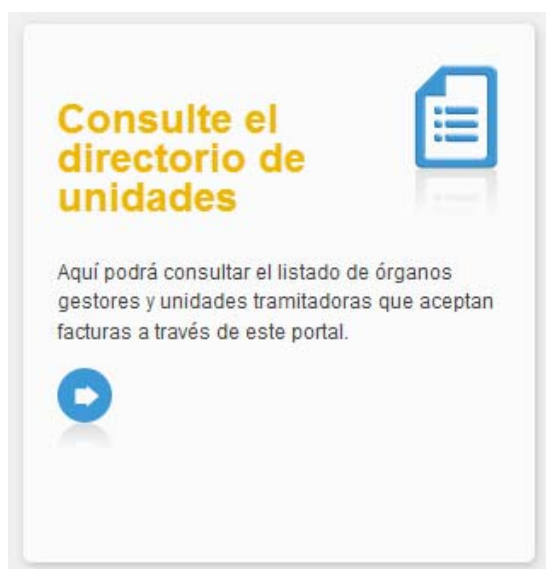 Consulte el
directorio de
unidades
Aquí podrá consultar el listado de órganos
gestores y unidades tramitadoras que aceptan
facturas a través de este portal.